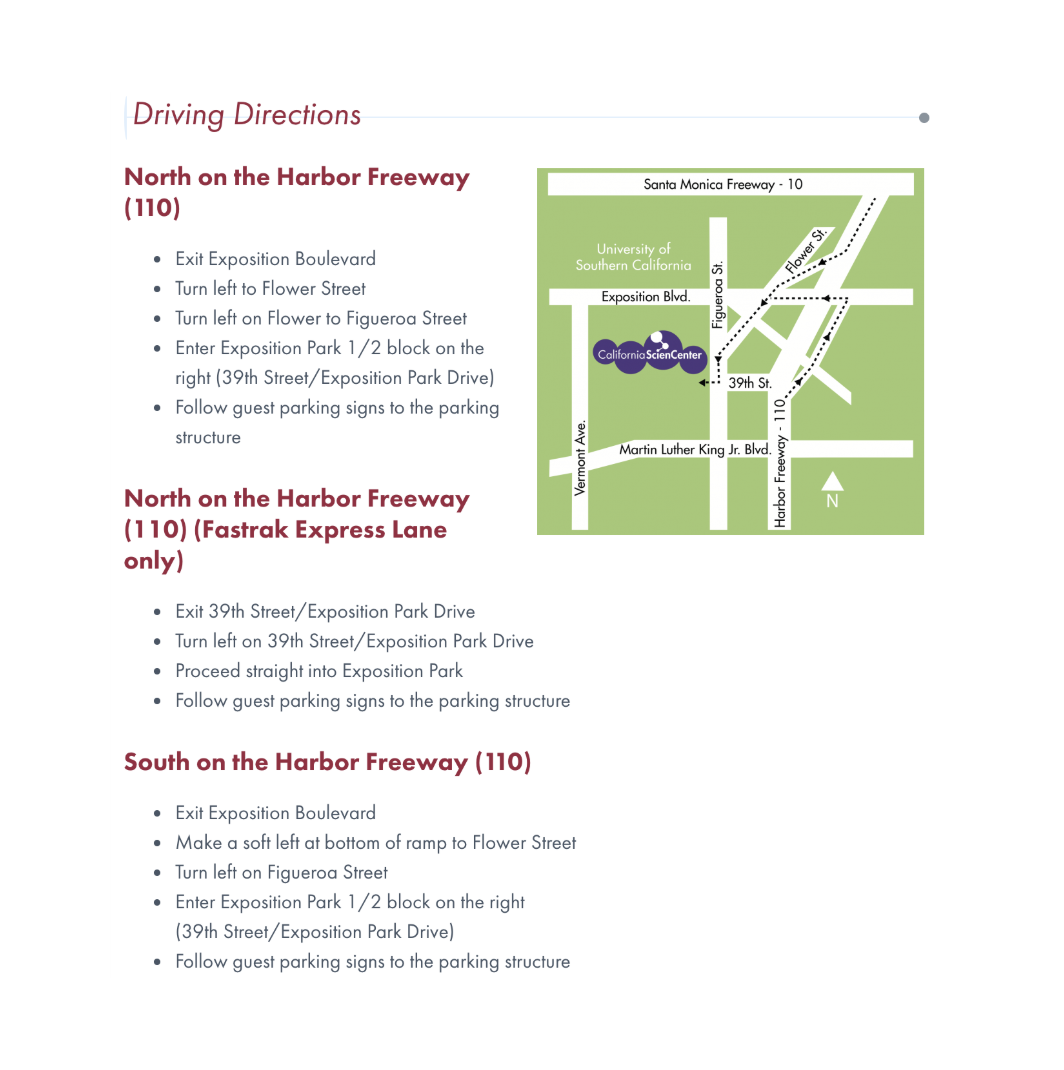 Driving Directions
North on the Harbor Freeway
(110)
Exit Exposition Boulevard
Turn left to Flower Street
Turn left on Flower to Figueroa Street
Enter Exposition Park 1/2 block on the
right (39th Street/Exposition Park Drive)
Follow guest parking signs to the parking
structure
Santa Monica Freeway - 10
University of
Southern California
Flower St.
Figueroa St.
Exposition Blvd.
California ScienCenter
39th St.
Harbor Freeway - 110
Martin Luther King Jr. Blvd.
Vermont Ave.
N
North on the Harbor Freeway
(110) (Fastrak Express Lane
only)
Exit 39th Street/Exposition Park Drive
Turn left on 39th Street/Exposition Park Drive
Proceed straight into Exposition Park
Follow guest parking signs to the parking structure
South on the Harbor Freeway (110)
Exit Exposition Boulevard
Make a soft left at bottom of ramp to Flower Street
Turn left on Figueroa Street
Enter Exposition Park 1/2 block on the right
(39th Street/Exposition Park Drive)
Follow guest parking signs to the parking structure